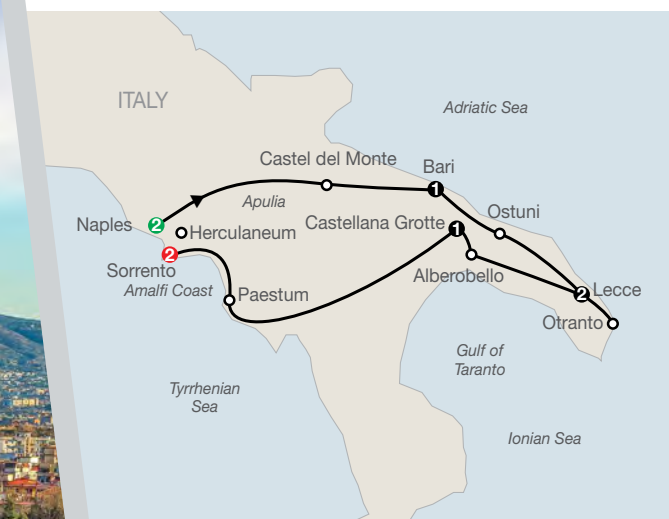 ITALY
Adriatic Sea
Castel del Monte
Bari
Apulia
Ostuni
Naples
2
1
Castellana Grotte
1
Herculaneum
2
Sorrento
Alberobello
Amalfi Coast
Paestum
2
Lecce
Otranto
Gulf of
Taranto
Tyrrhenian
Sea
Ionian Sea